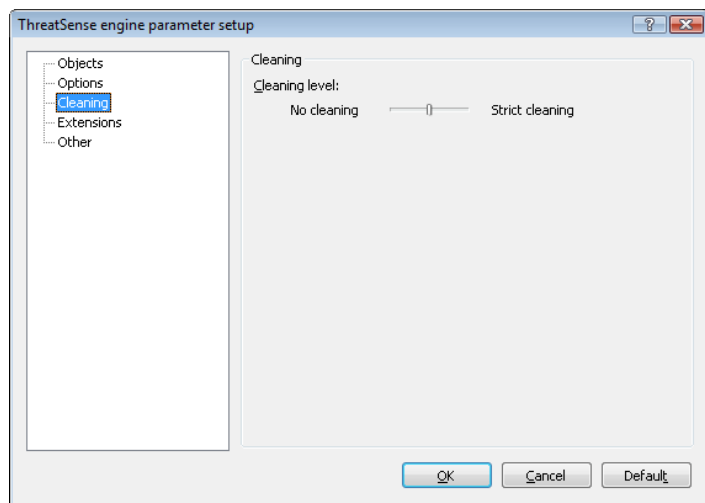 ThreatSense engine parameter setup
Objects
Options
Cleaning
Extensions
Other
Cleaning
Cleaning level:
No cleaning Strict cleaning
OK Cancel Default